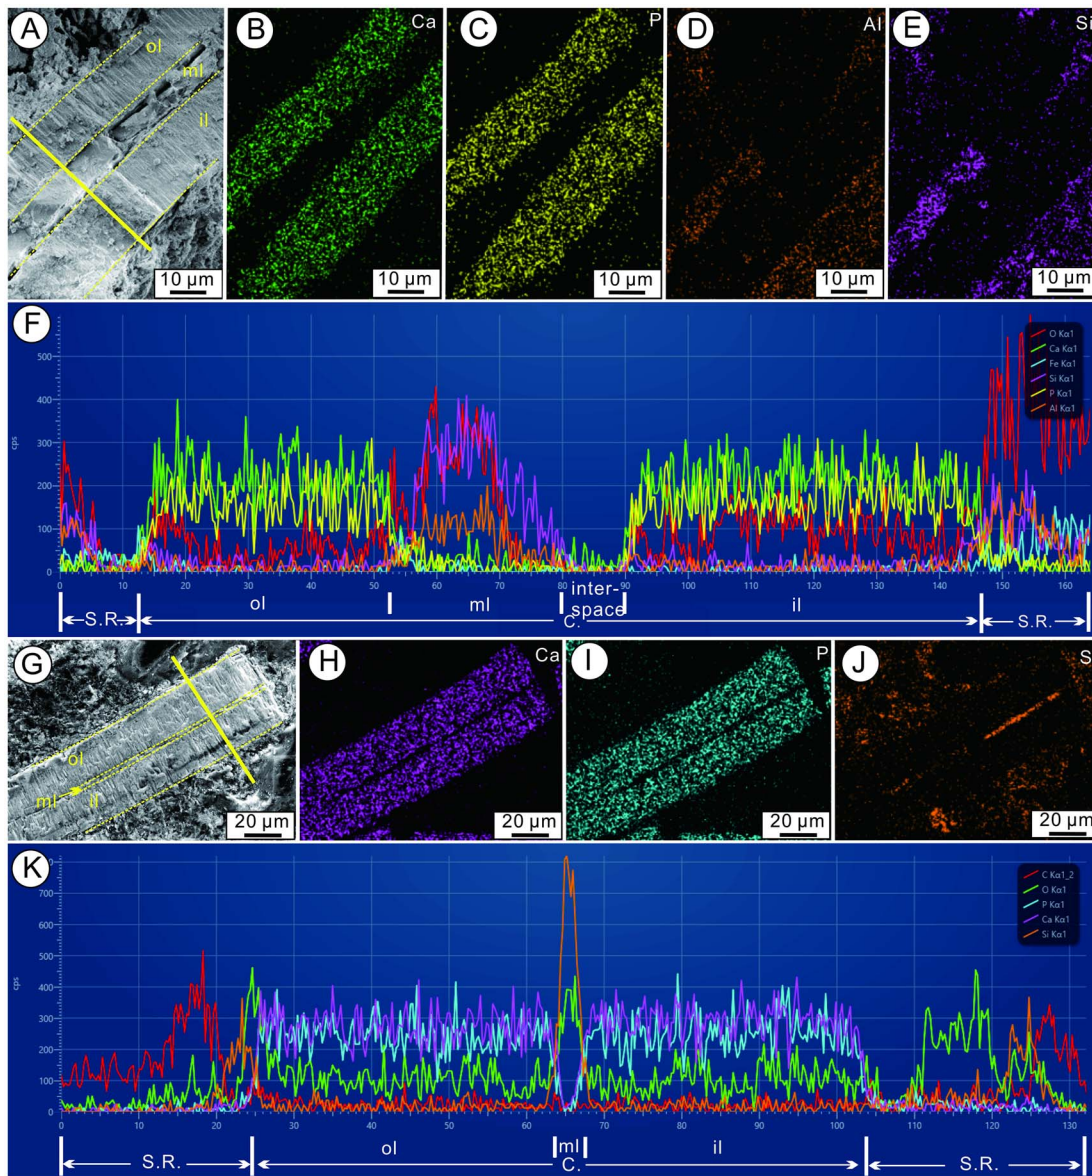 A
ol
ml
il
10 μm
B
Ca
10 μm
C
P
10 μm
D
Al
10 μm
E
Si
10 μm
F
cps
500
400
300
200
100
0
O Kα1
Ca Kα1
Fe Kα1
Si Kα1
P Kα1
Al Kα1
0 10 20 30 40 50 60 70 80 90 100 110 120 130 140 150 160
S.R. ol ml inter-space il S.R.
C.
G
ol
ml
il
20 μm
H
Ca
20 μm
I
P
20 μm
J
S
20 μm
K
cps
700
600
500
400
300
200
100
0
C Kα1_2
O Kα1
P Kα1
Ca Kα1
Si Kα1
0 10 20 30 40 50 60 70 80 90 100 110 120 130
S.R. ol ml il S.R.
C.